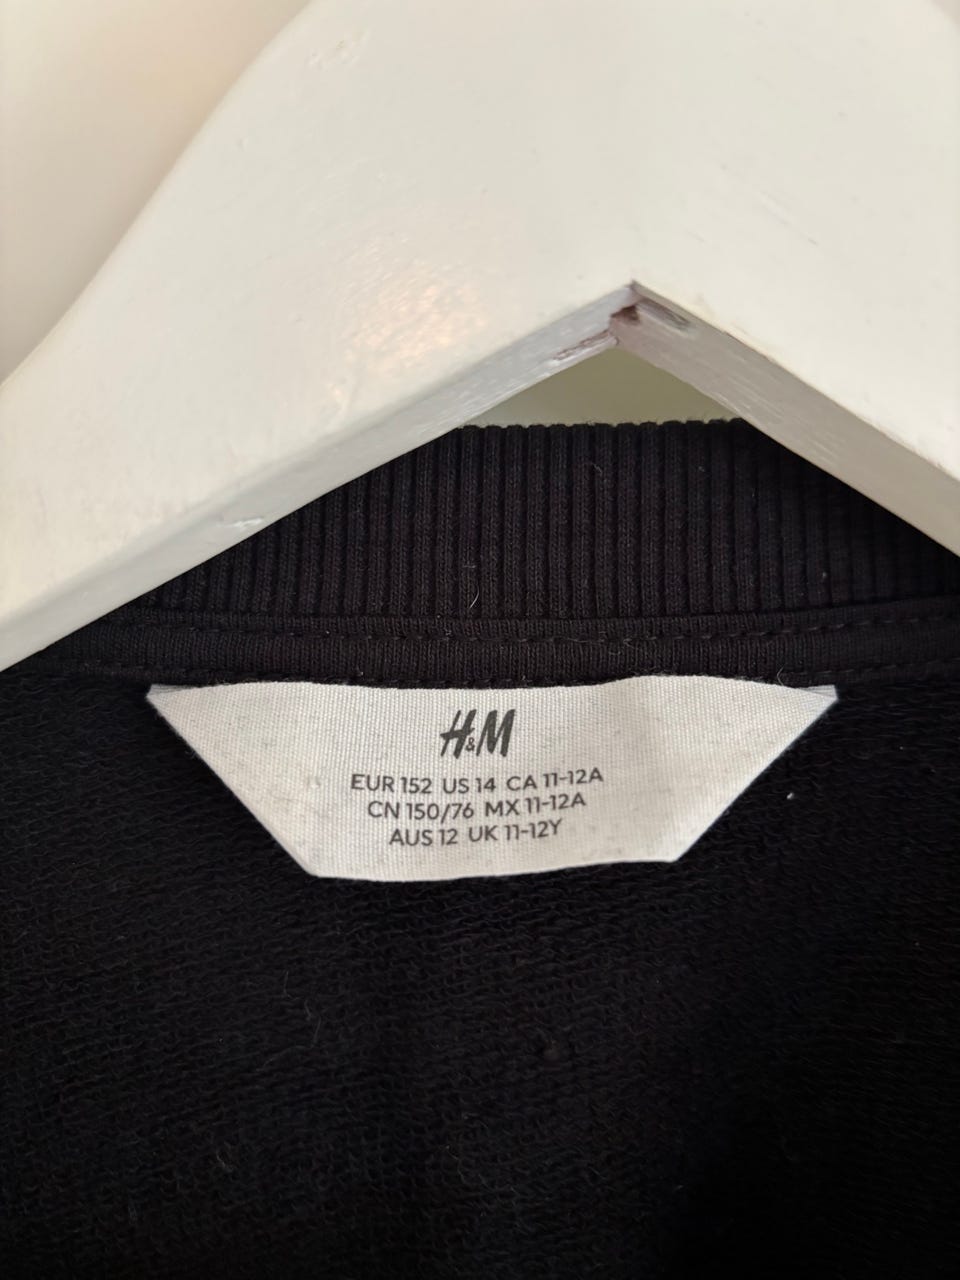 H&M
EUR 152 US 14 CA 11-12A
CN 150/76 MX 11-12A
AUS 12 UK 11-12Y